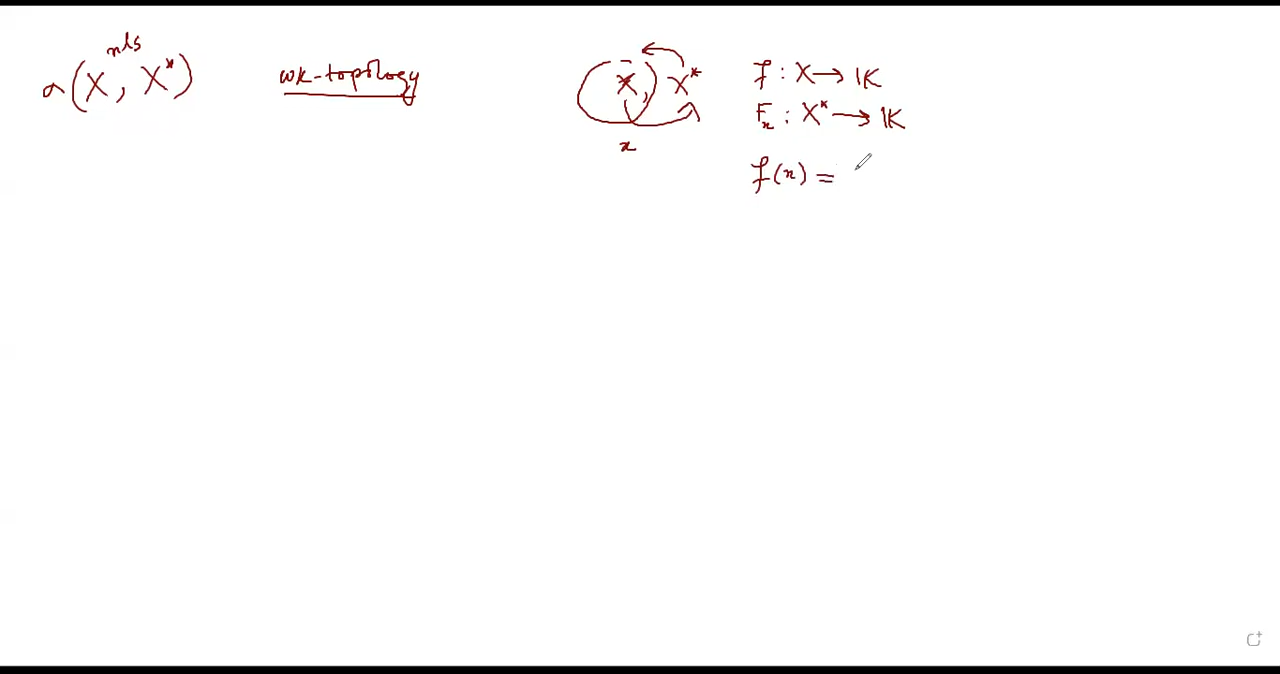 nls
σ(X, X*)
wk-topology
X, X*
x
f : X → K
Fx : X* → K
f(x) =